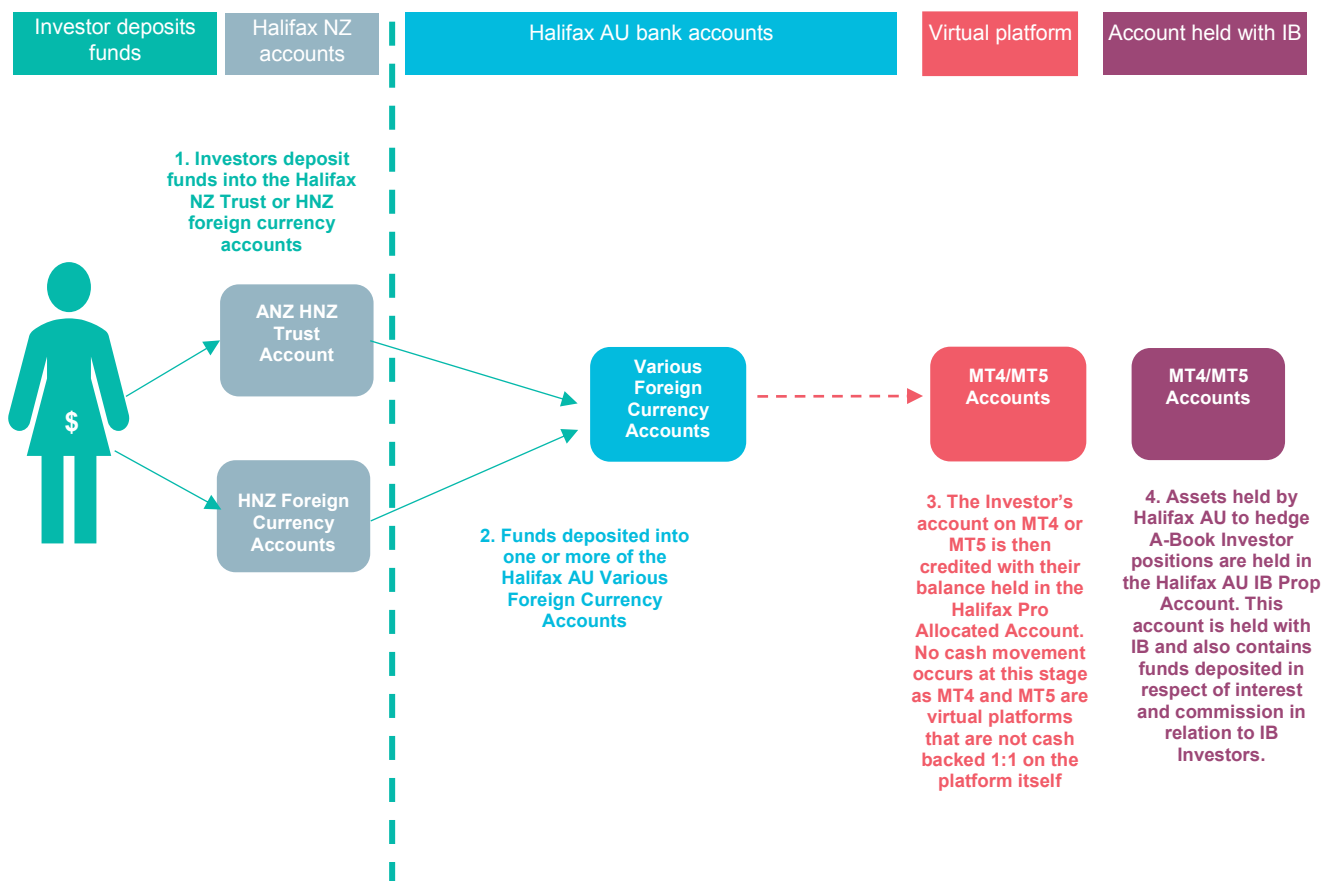 Investor deposits
funds
Halifax NZ
accounts
Halifax AU bank accounts
Virtual platform
Account held with IB
1. Investors deposit
funds into the Halifax
NZ Trust or HNZ
foreign currency
accounts
$
ANZ HNZ
Trust
Account
HNZ Foreign
Currency
Accounts
Various
Foreign
Currency
Accounts
2. Funds deposited into
one or more of the
Halifax AU Various
Foreign Currency
Accounts
MT4/MT5
Accounts
3. The Investor's
account on MT4 or
MT5 is then
credited with their
balance held in the
Halifax Pro
Allocated Account.
No cash movement
occurs at this stage
as MT4 and MT5 are
virtual platforms
that are not cash
backed 1:1 on the
platform itself
MT4/MT5
Accounts
4. Assets held by
Halifax AU to hedge
A-Book Investor
positions are held in
the Halifax AU IB Prop
Account. This
account is held with
IB and also contains
funds deposited in
respect of interest
and commission in
relation to IB
Investors.